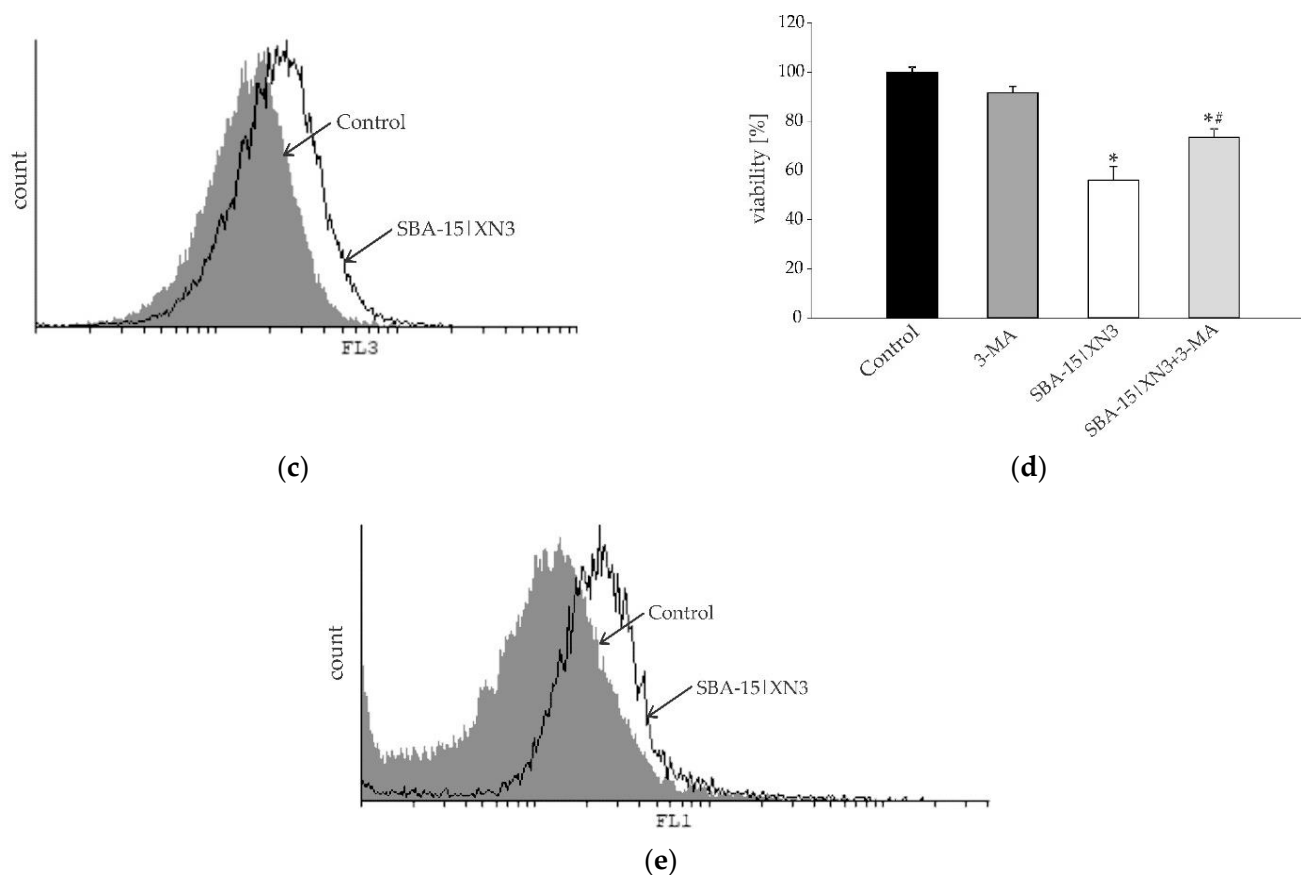 count
Control
SBA-15|XN3
FL3
(c)
120
100
80
60
40
20
0
viability [%]
*
*#
Control
3-MA
SBA-15|XN3
SBA-15|XN3+3-MA
(d)
count
Control
SBA-15|XN3
FL1
(e)